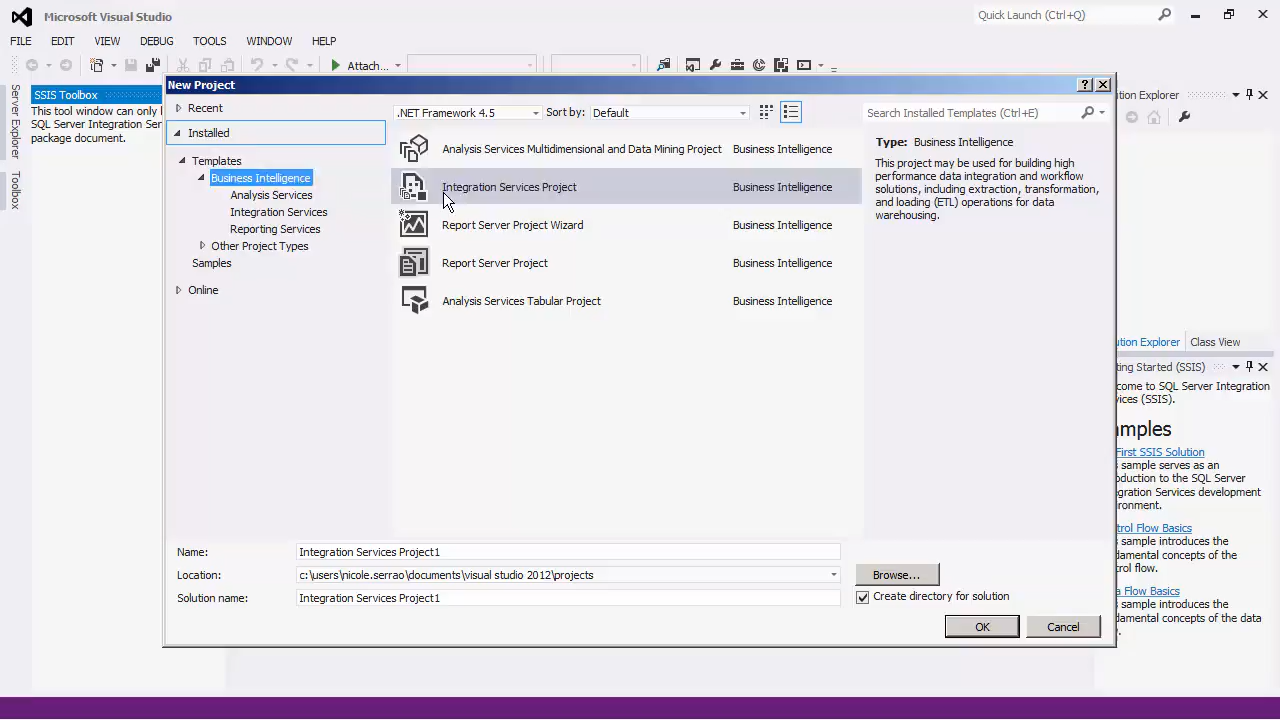 Microsoft Visual Studio
Quick Launch (Ctrl+Q)
FILE EDIT VIEW DEBUG TOOLS WINDOW HELP
Attach...
Server Explorer
Toolbox
SSIS Toolbox
This tool window can only
SQL Server Integration Ser
package document.
New Project
Recent
Installed
Templates
Business Intelligence
Analysis Services
Integration Services
Reporting Services
Other Project Types
Samples
Online
.NET Framework 4.5
Sort by: Default
Analysis Services Multidimensional and Data Mining Project Business Intelligence
Integration Services Project Business Intelligence
Report Server Project Wizard Business Intelligence
Report Server Project Business Intelligence
Analysis Services Tabular Project Business Intelligence
Search Installed Templates (Ctrl+E)
Type: Business Intelligence
This project may be used for building high
performance data integration and workflow
solutions, including extraction, transformation,
and loading (ETL) operations for data
warehousing.
Name: Integration Services Project1
Location: c:\users\nicole.serrao\documents\visual studio 2012\projects
Browse...
Solution name: Integration Services Project1
Create directory for solution
OK Cancel
ution Explorer
ution Explorer Class View
ting Started (SSIS)
come to SQL Server Integration
vices (SSIS).
mples
First SSIS Solution
sample serves as an
oduction to the SQL Server
gration Services development
ronment.
trol Flow Basics
sample introduces the
damental concepts of the
rol flow.
a Flow Basics
sample introduces the
damental concepts of the data